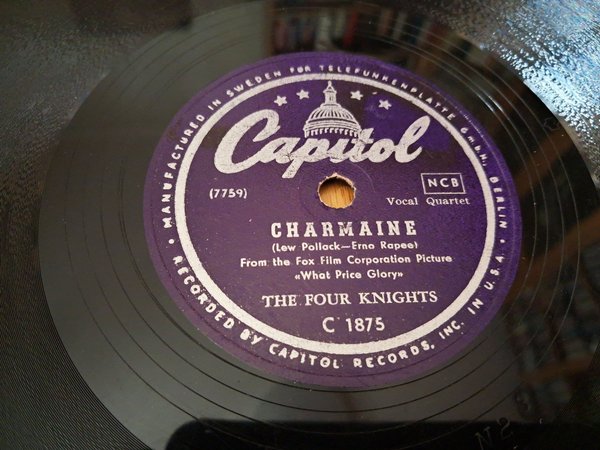 • MANUFACTURED IN SWEDEN FOR TELEFUNKENPLATTE G.m.b.H., BERLIN •
Capitol
(7759)
NCB
Vocal Quartet
CHARMAINE
(Lew Pollack—Erno Rapee)
From the Fox Film Corporation Picture
«What Price Glory»
THE FOUR KNIGHTS
C 1875
RECORDED BY CAPITOL RECORDS, INC. IN U.S.A.